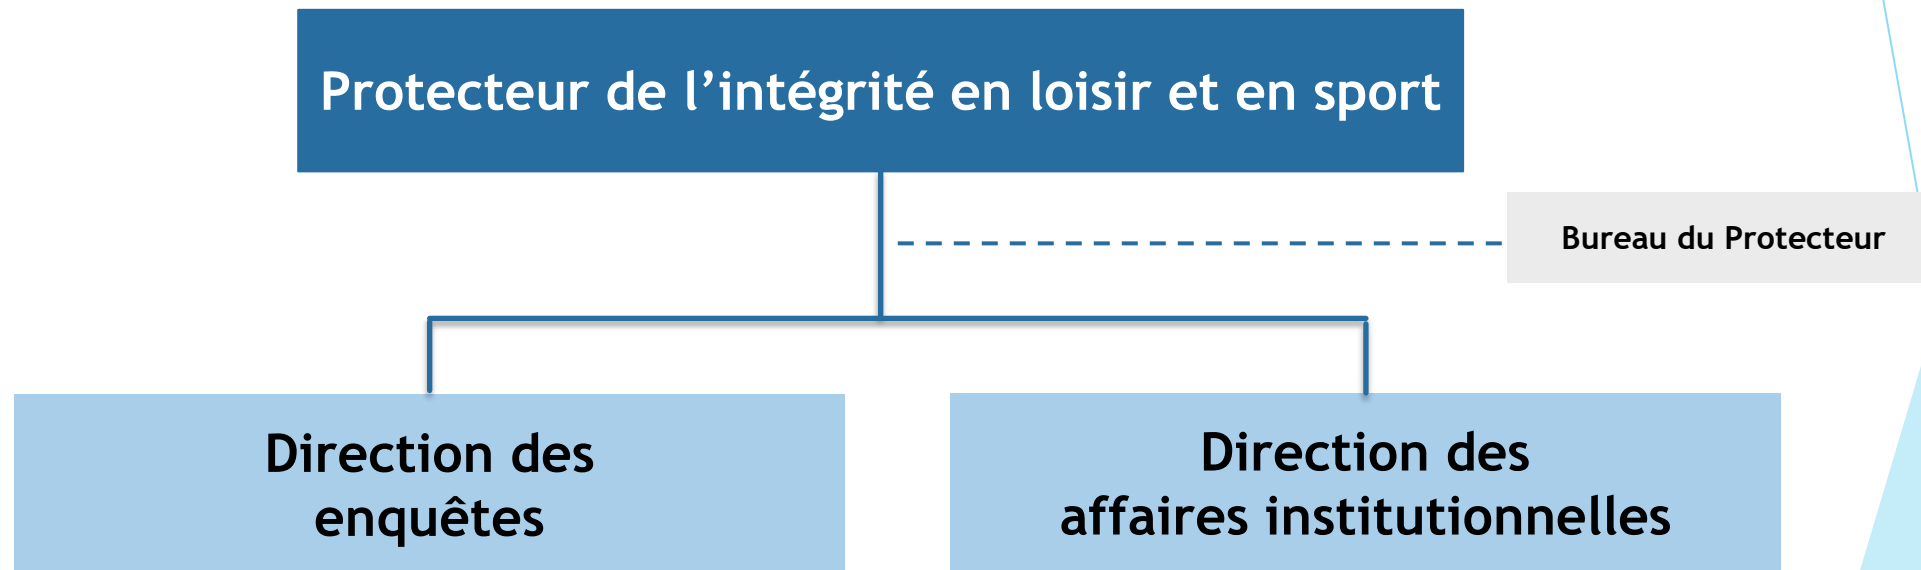 Protecteur de l’intégrité en loisir et en sport
Bureau du Protecteur
Direction des
enquêtes
Direction des
affaires institutionnelles